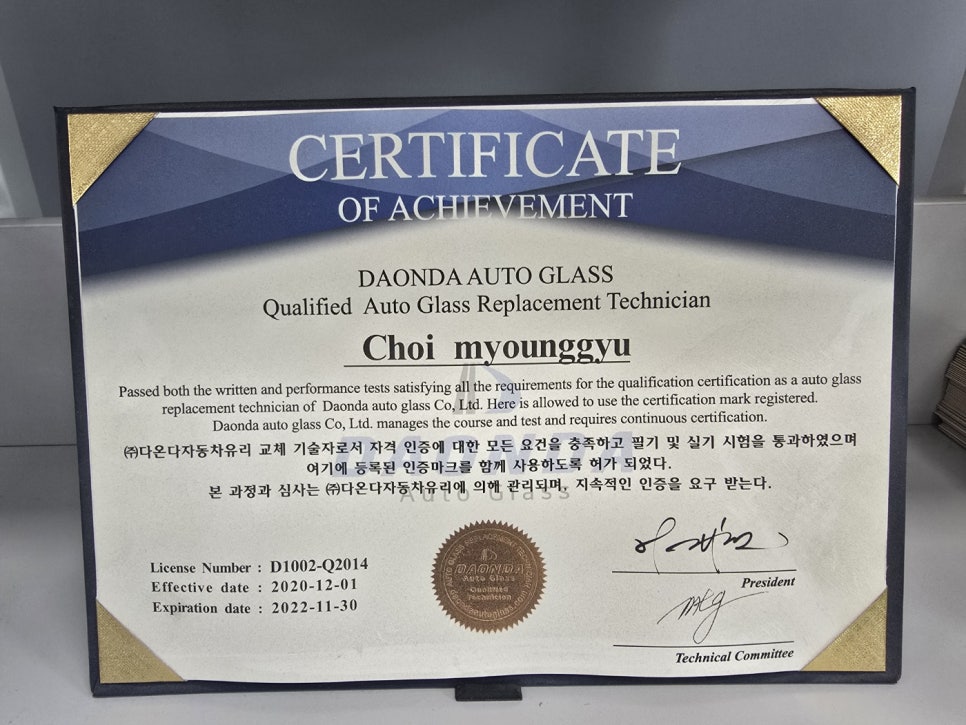 CERTIFICATE
OF ACHIEVEMENT
DAONDA AUTO GLASS
Qualified Auto Glass Replacement Technician
Choi myounggyu
Passed both the written and performance tests satisfying all the requirements for the qualification certification as a auto glass
replacement technician of Daonda auto glass Co, Ltd. Here is allowed to use the certification mark registered.
Daonda auto glass Co, Ltd. manages the course and test and requires continuous certification.
㈜다온다자동차유리 교체 기술자로서 자격 인증에 대한 모든 요건을 충족하고 필기 및 실기 시험을 통과하였으며
여기에 등록된 인증마크를 함께 사용하도록 허가 되었다.
본 과정과 심사는 ㈜다온다자동차유리에 의해 관리되며, 지속적인 인증을 요구 받는다.
DAONDA
Auto Glass
License Number : D1002-Q2014
Effective date : 2020-12-01
Expiration date : 2022-11-30
DAONDA
Auto Glass
Qualified
Technician
President
Technical Committee